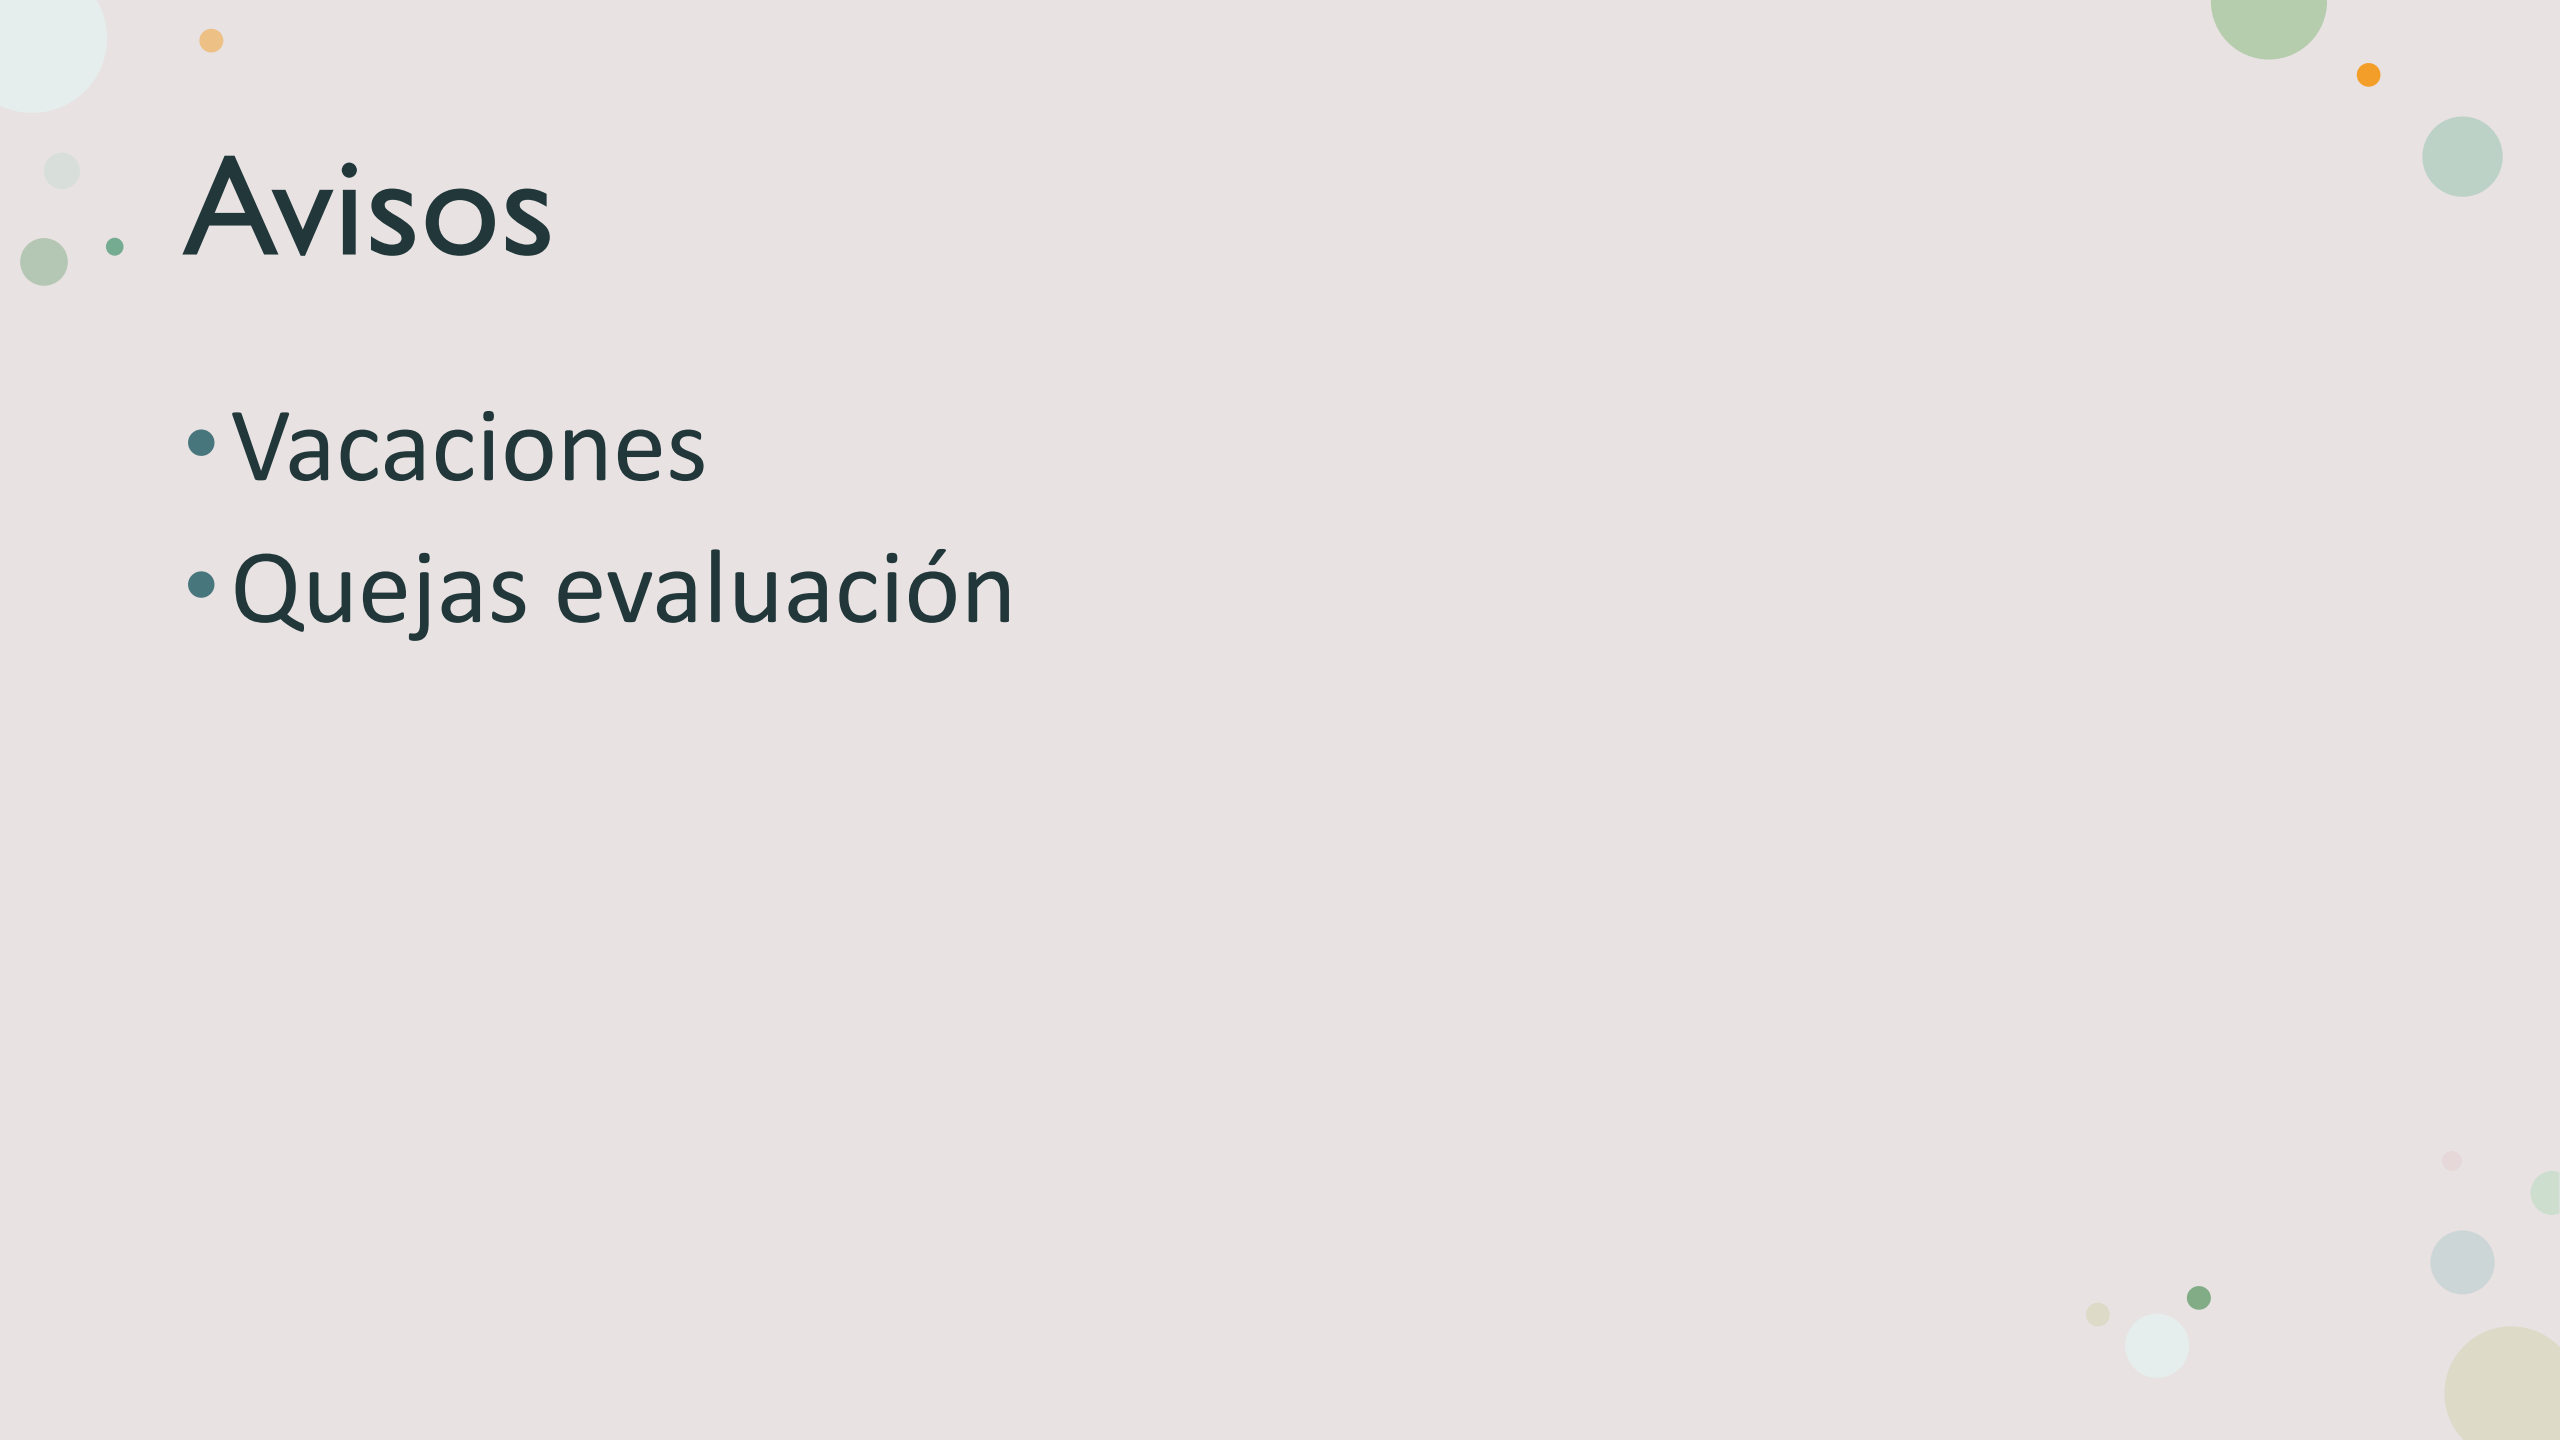 Avisos
• Vacaciones
• Quejas evaluación